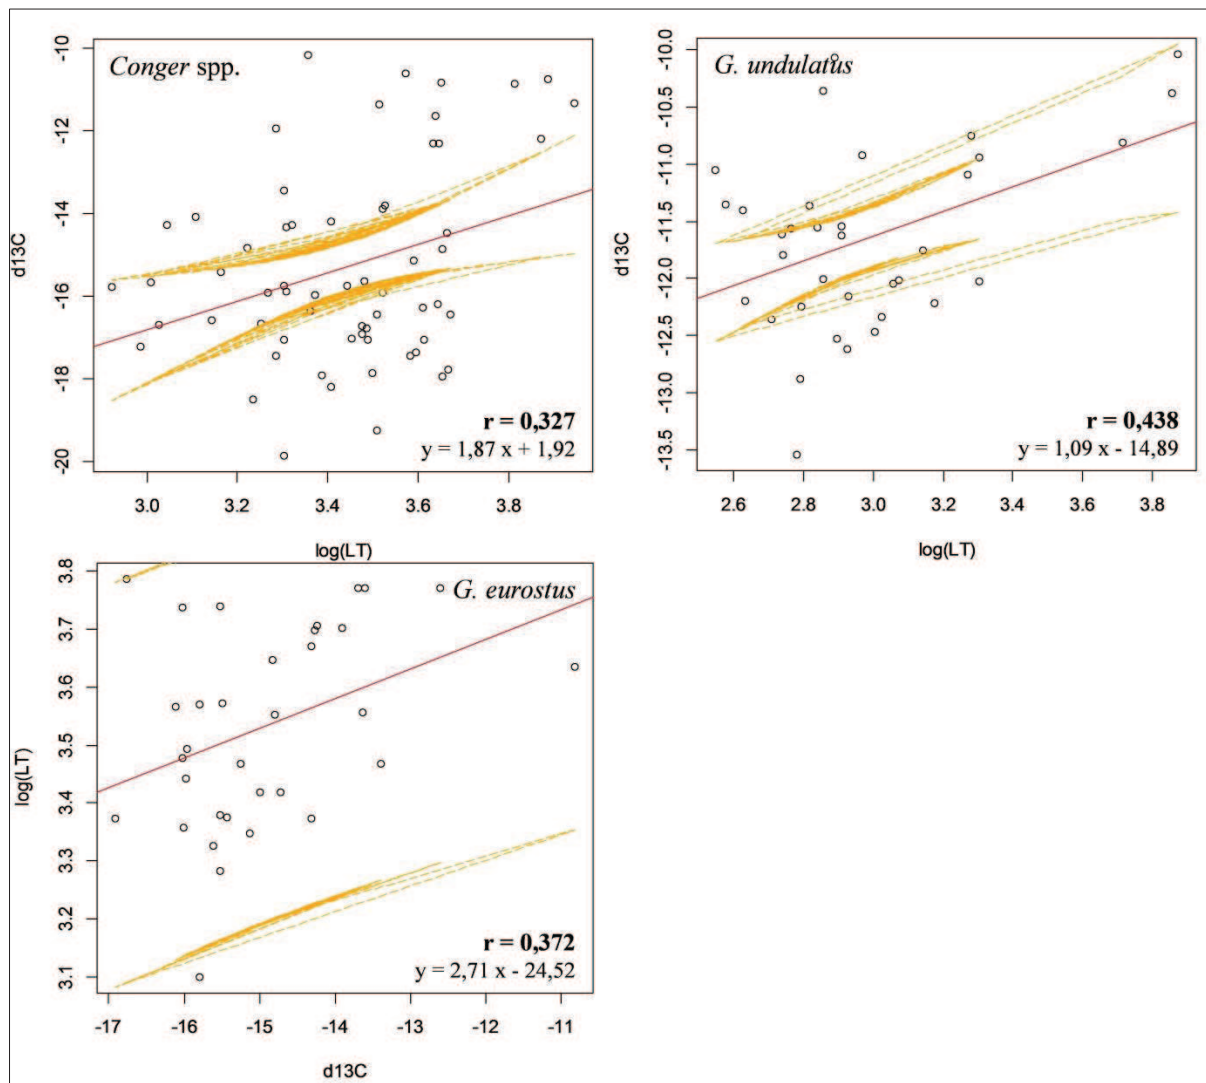 Conger spp.
-10
-12
-14
-16
-18
-20
d13C
r = 0,327
y = 1,87 x + 1,92
3.0 3.2 3.4 3.6 3.8
log(LT)
G. undulatus
-10.0
-10.5
-11.0
-11.5
-12.0
-12.5
-13.0
-13.5
d13C
r = 0,438
y = 1,09 x - 14,89
2.6 2.8 3.0 3.2 3.4 3.6 3.8
log(LT)
G. eurostus
3.8
3.7
3.6
3.5
3.4
3.3
3.2
3.1
log(LT)
r = 0,372
y = 2,71 x - 24,52
-17 -16 -15 -14 -13 -12 -11
d13C